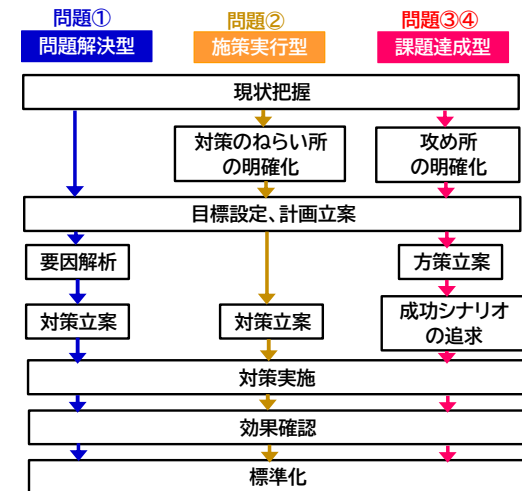 問題① 問題② 問題③④
問題解決型 施策実行型 課題達成型
現状把握
対策のねらい所
の明確化
攻め所
の明確化
目標設定、計画立案
要因解析
方策立案
対策立案
対策立案
成功シナリオ
の追求
対策実施
効果確認
標準化